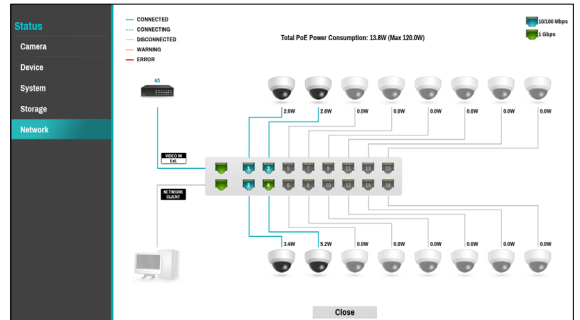 Status
Camera
Device
System
Storage
Network
CONNECTED
CONNECTING
DISCONNECTED
WARNING
ERROR
Total PoE Power Consumption: 13.8W (Max 120.0W)
10/100 Mbps
1 Gbps
2.6W 2.6W 0.0W 0.0W 0.0W 0.0W 0.0W 0.0W
VIDEO IN
Ext.
NETWORK
CLIENT
3.4W 5.2W 0.0W 0.0W 0.0W 0.0W 0.0W 0.0W
Close